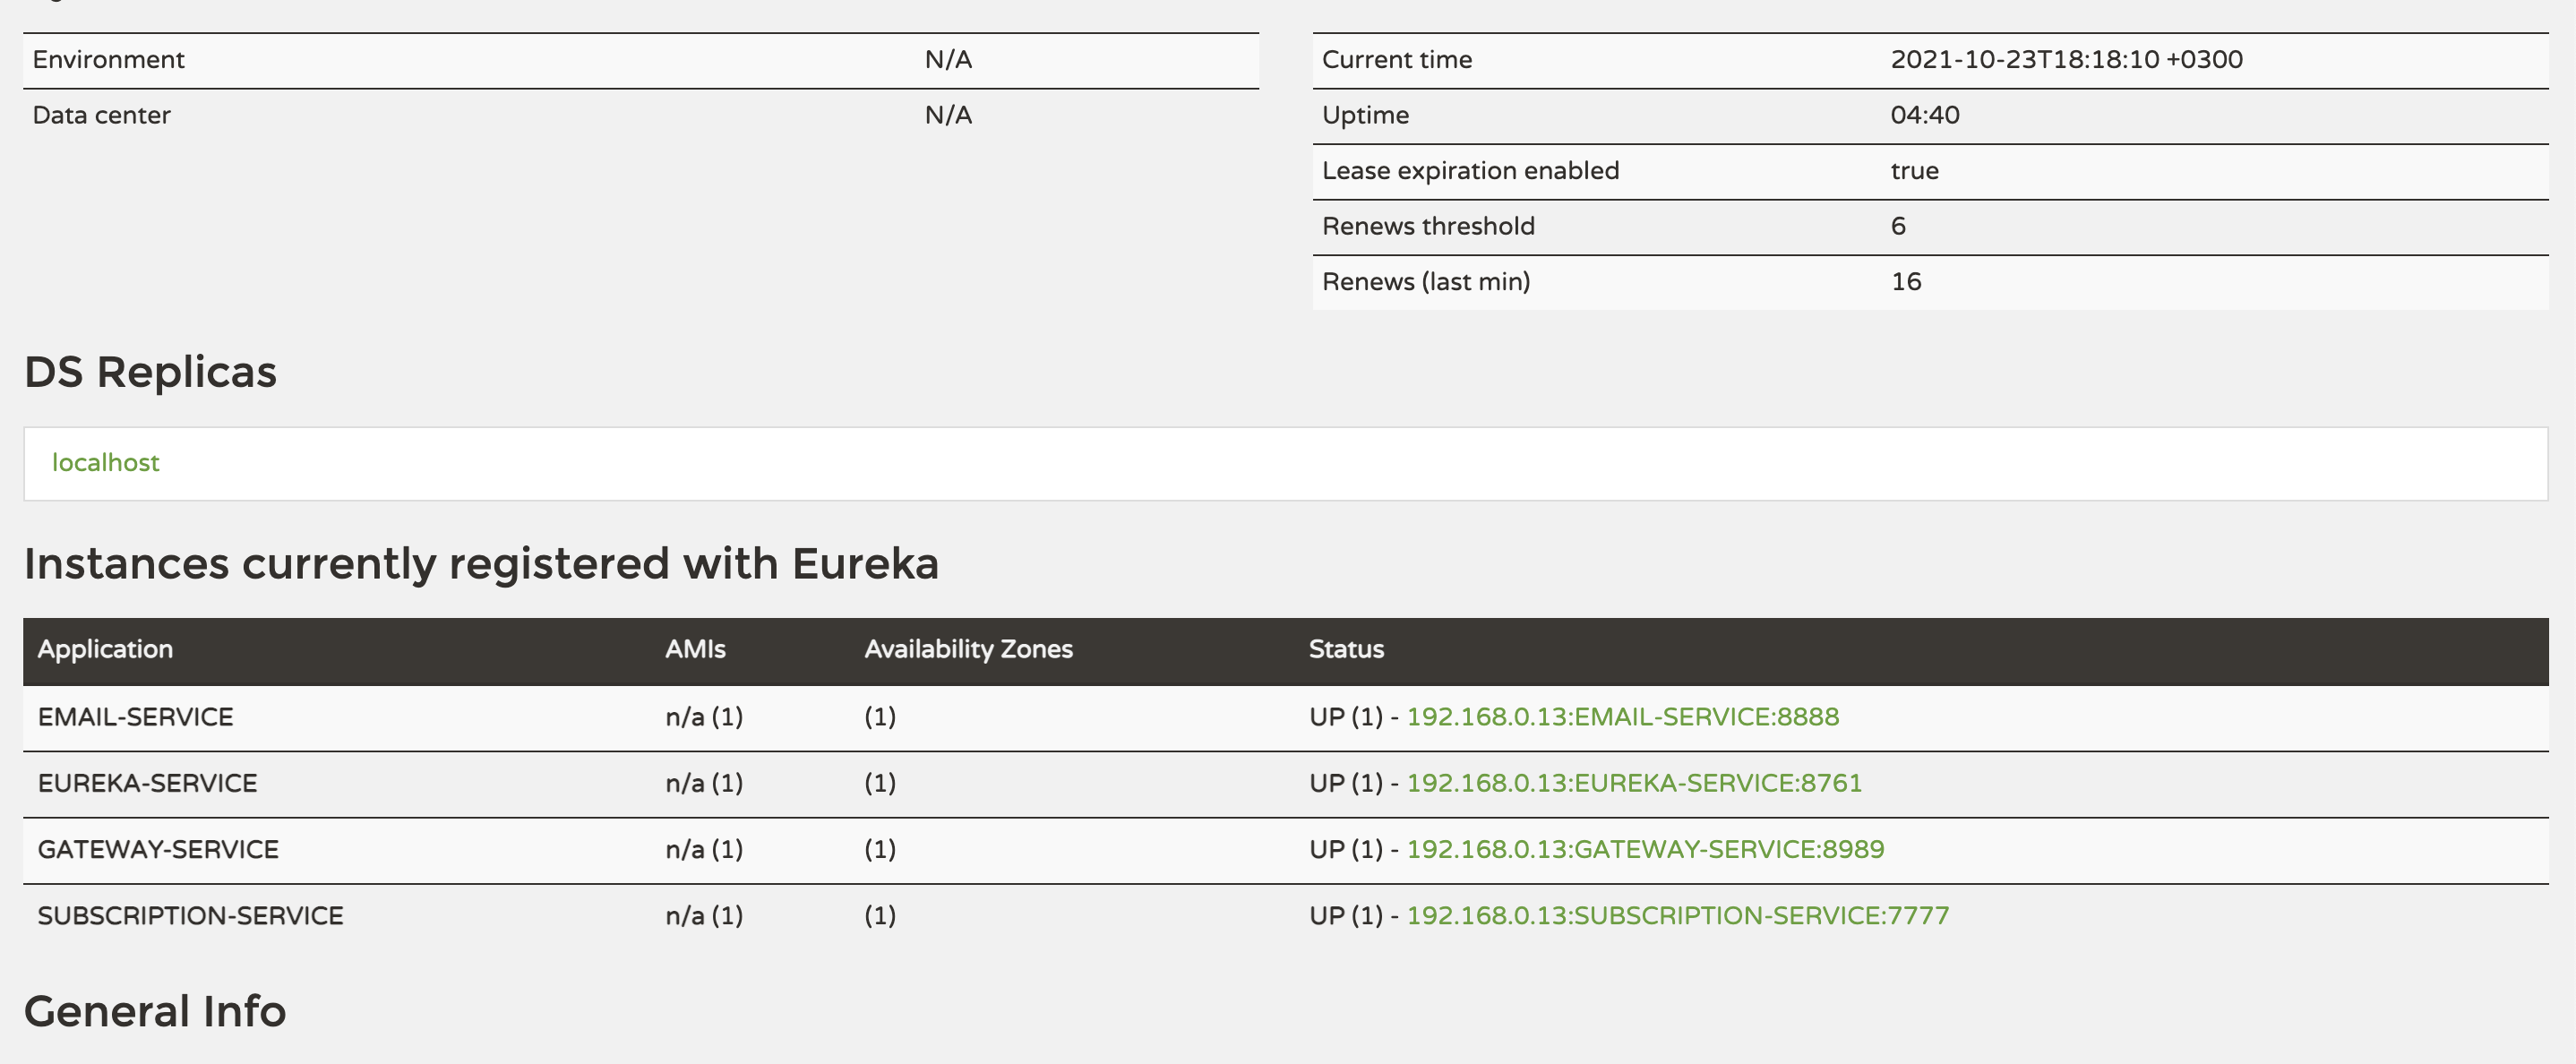 Environment N/A
Data center N/A
Current time 2021-10-23T18:18:10 +0300
Uptime 04:40
Lease expiration enabled true
Renews threshold 6
Renews (last min) 16
DS Replicas
localhost
Instances currently registered with Eureka
Application AMIs Availability Zones Status
EMAIL-SERVICE n/a (1) (1) UP (1) - 192.168.0.13:EMAIL-SERVICE:8888
EUREKA-SERVICE n/a (1) (1) UP (1) - 192.168.0.13:EUREKA-SERVICE:8761
GATEWAY-SERVICE n/a (1) (1) UP (1) - 192.168.0.13:GATEWAY-SERVICE:8989
SUBSCRIPTION-SERVICE n/a (1) (1) UP (1) - 192.168.0.13:SUBSCRIPTION-SERVICE:7777
General Info